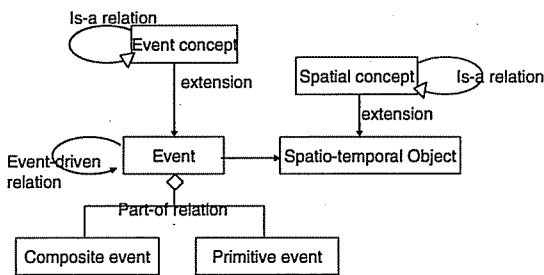 Is-a relation
Event concept
extension
Spatial concept
Is-a relation
extension
Event-driven
relation
Event
Spatio-temporal Object
Part-of relation
Composite event
Primitive event